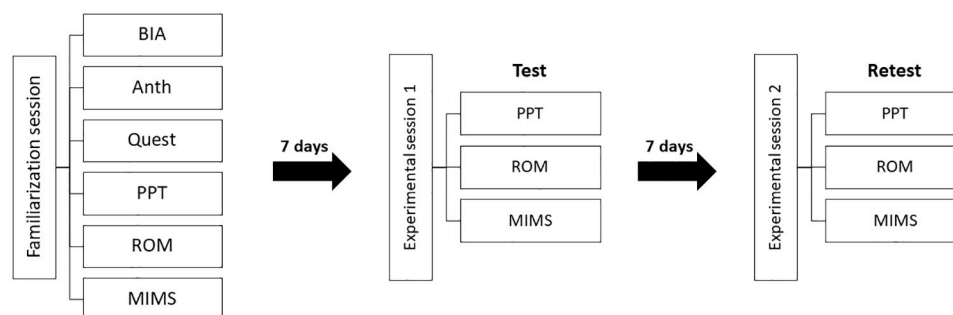 Familiarization session
BIA
Anth
Quest
PPT
ROM
MIMS
7 days
Experimental session 1
Test
PPT
ROM
MIMS
7 days
Experimental session 2
Retest
PPT
ROM
MIMS